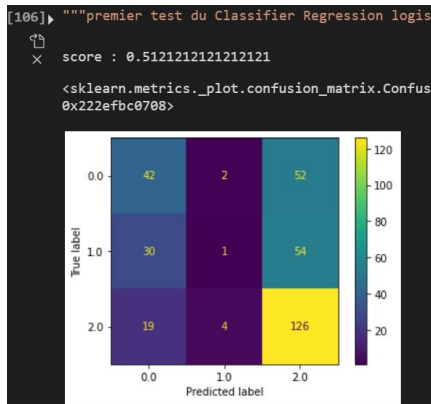 [106] """premier test du Classifier Regression logis
score : 0.5121212121212121
<sklearn.metrics._plot.confusion_matrix.Confus
0x222efbc0708>
0.0 42 2 52
1.0 30 1 54
2.0 19 4 126
True label
0.0 1.0 2.0
Predicted label
120
100
80
60
40
20